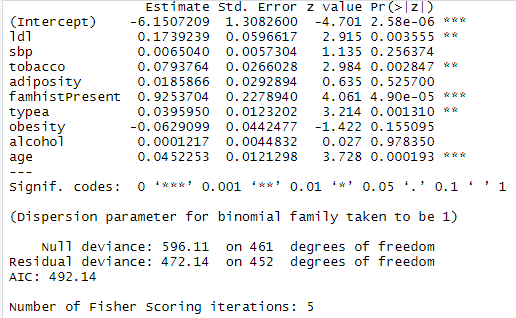 Estimate Std. Error z value Pr(>|z|)
(Intercept) -6.1507209 1.3082600 -4.701 2.58e-06 ***
ldl 0.1739239 0.0596617 2.915 0.003555 **
sbp 0.0065040 0.0057304 1.135 0.256374
tobacco 0.0793764 0.0266028 2.984 0.002847 **
adiposity 0.0185866 0.0292894 0.635 0.525700
famhistPresent 0.9253704 0.2278940 4.061 4.90e-05 ***
typea 0.0395950 0.0123202 3.214 0.001310 **
obesity -0.0629099 0.0442477 -1.422 0.155095
alcohol 0.0001217 0.0044832 0.027 0.978350
age 0.0452253 0.0121298 3.728 0.000193 ***
---
Signif. codes: 0 ‘***’ 0.001 ‘**’ 0.01 ‘*’ 0.05 ‘.’ 0.1 ‘ ’ 1
(Dispersion parameter for binomial family taken to be 1)
Null deviance: 596.11 on 461 degrees of freedom
Residual deviance: 472.14 on 452 degrees of freedom
AIC: 492.14
Number of Fisher Scoring iterations: 5